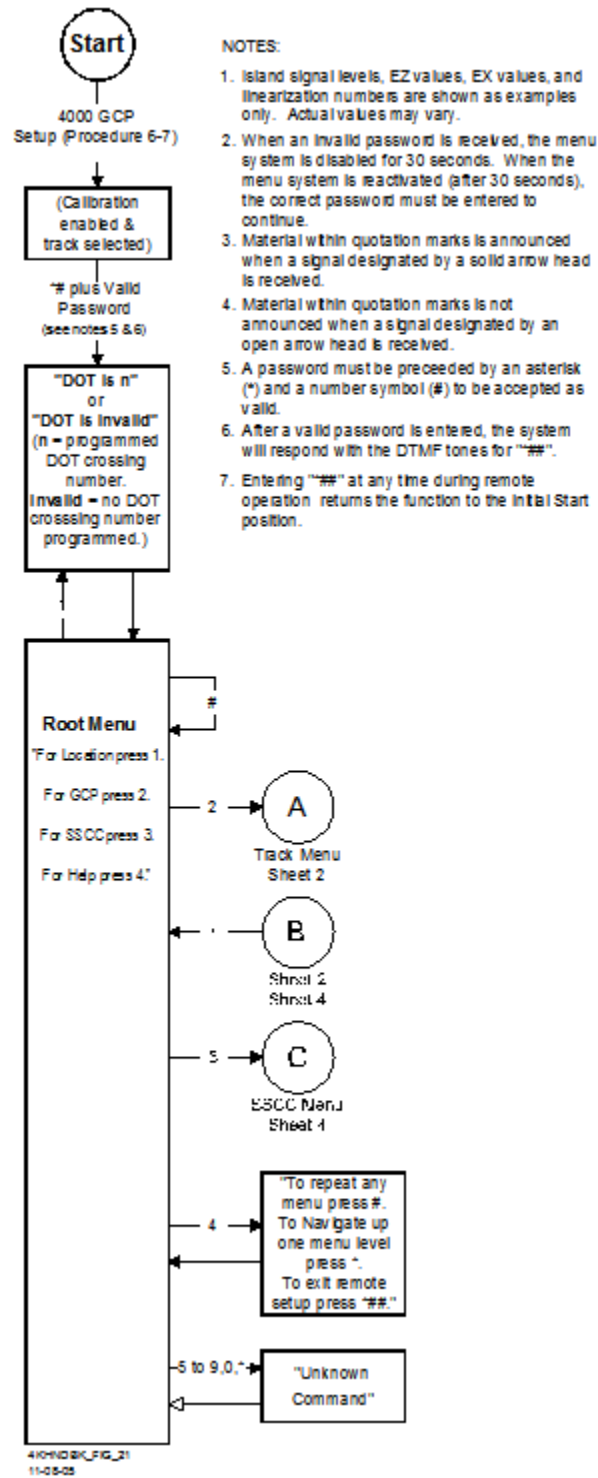 Start
4000 GCP
Setup (Procedure 6-7)
(Calibration
enabled &
track selected)
*# plus Valid
Password
(see notes 5 & 6)
"DOT is n"
or
"DOT is Invalid"
(n = programmed
DOT crossing
number.
Invalid = no DOT
crosssing number
programmed.)
NOTES:
1. Island signal levels, EZ values, EX values, and
linearization numbers are shown as examples
only. Actual values may vary.
2. When an invalid password is received, the menu
system is disabled for 30 seconds. When the
menu system is reactivated (after 30 seconds),
the correct password must be entered to
continue.
3. Material within quotation marks is announced
when a signal designated by a solid arrow head
is received.
4. Material within quotation marks is not
announced when a signal designated by an
open arrow head is received.
5. A password must be preceeded by an asterisk
(*) and a number symbol (#) to be accepted as
valid.
6. After a valid password is entered, the system
will respond with the DTMF tones for "*##".
7. Entering "*##" at any time during remote
operation returns the function to the initial Start
position.
Root Menu
"For Location press 1.
For GCP press 2.
For SSCC press 3.
For Help press 4."
#
2
A
Track Menu
Sheet 2
B
Sheet 2
Sheet 4
C
SSCC Menu
Sheet 4
4
"To repeat any
menu press #.
To Navigate up
one menu level
press *.
To exit remote
setup press *##."
5 to 9,0,*
"Unknown
Command"
4KHNDBK_FIG_21
11-08-05